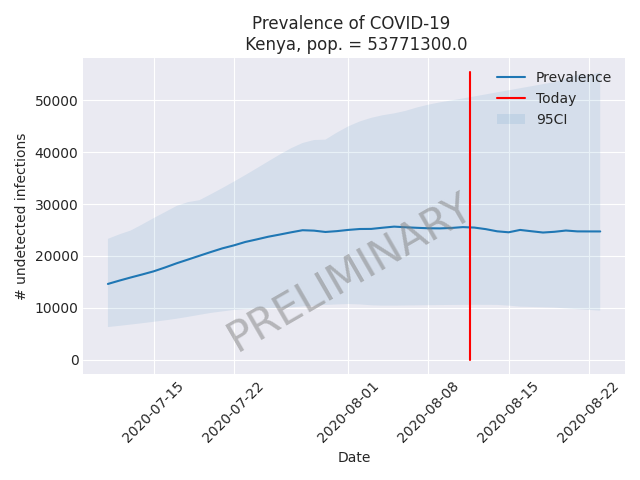 Prevalence of COVID-19
Kenya, pop. = 53771300.0
Prevalence
Today
95CI
# undetected infections
50000
40000
30000
20000
10000
0
PRELIMINARY
2020-07-15
2020-07-22
2020-08-01
2020-08-08
2020-08-15
2020-08-22
Date